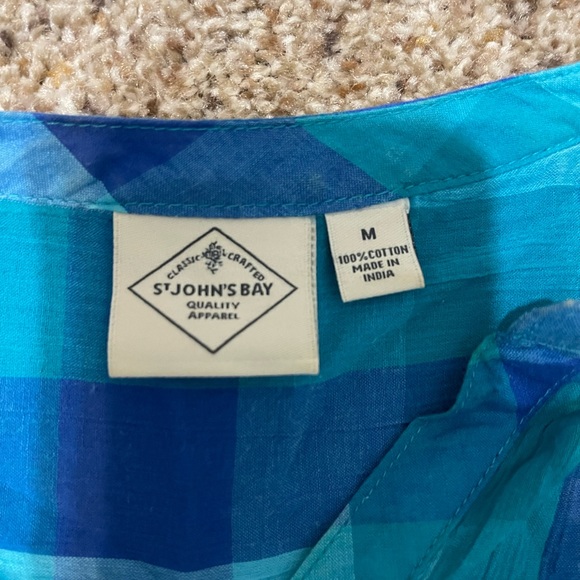 CLASSIC CRAFTED
ST JOHN'S BAY
QUALITY
APPAREL
M
100% COTTON
MADE IN
INDIA